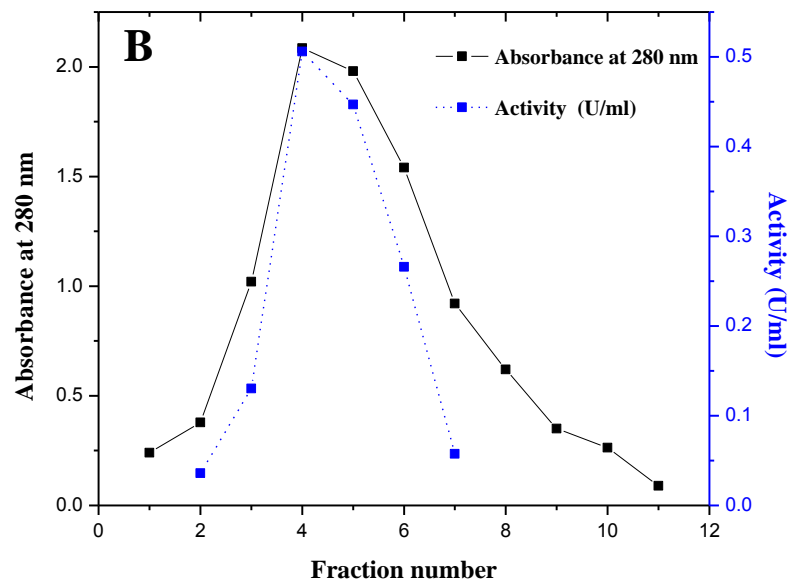 B
Absorbance at 280 nm
Activity (U/ml)
Absorbance at 280 nm
2.0
1.5
1.0
0.5
0.0
Activity (U/ml)
0.5
0.4
0.3
0.2
0.1
0.0
0 2 4 6 8 10 12
Fraction number